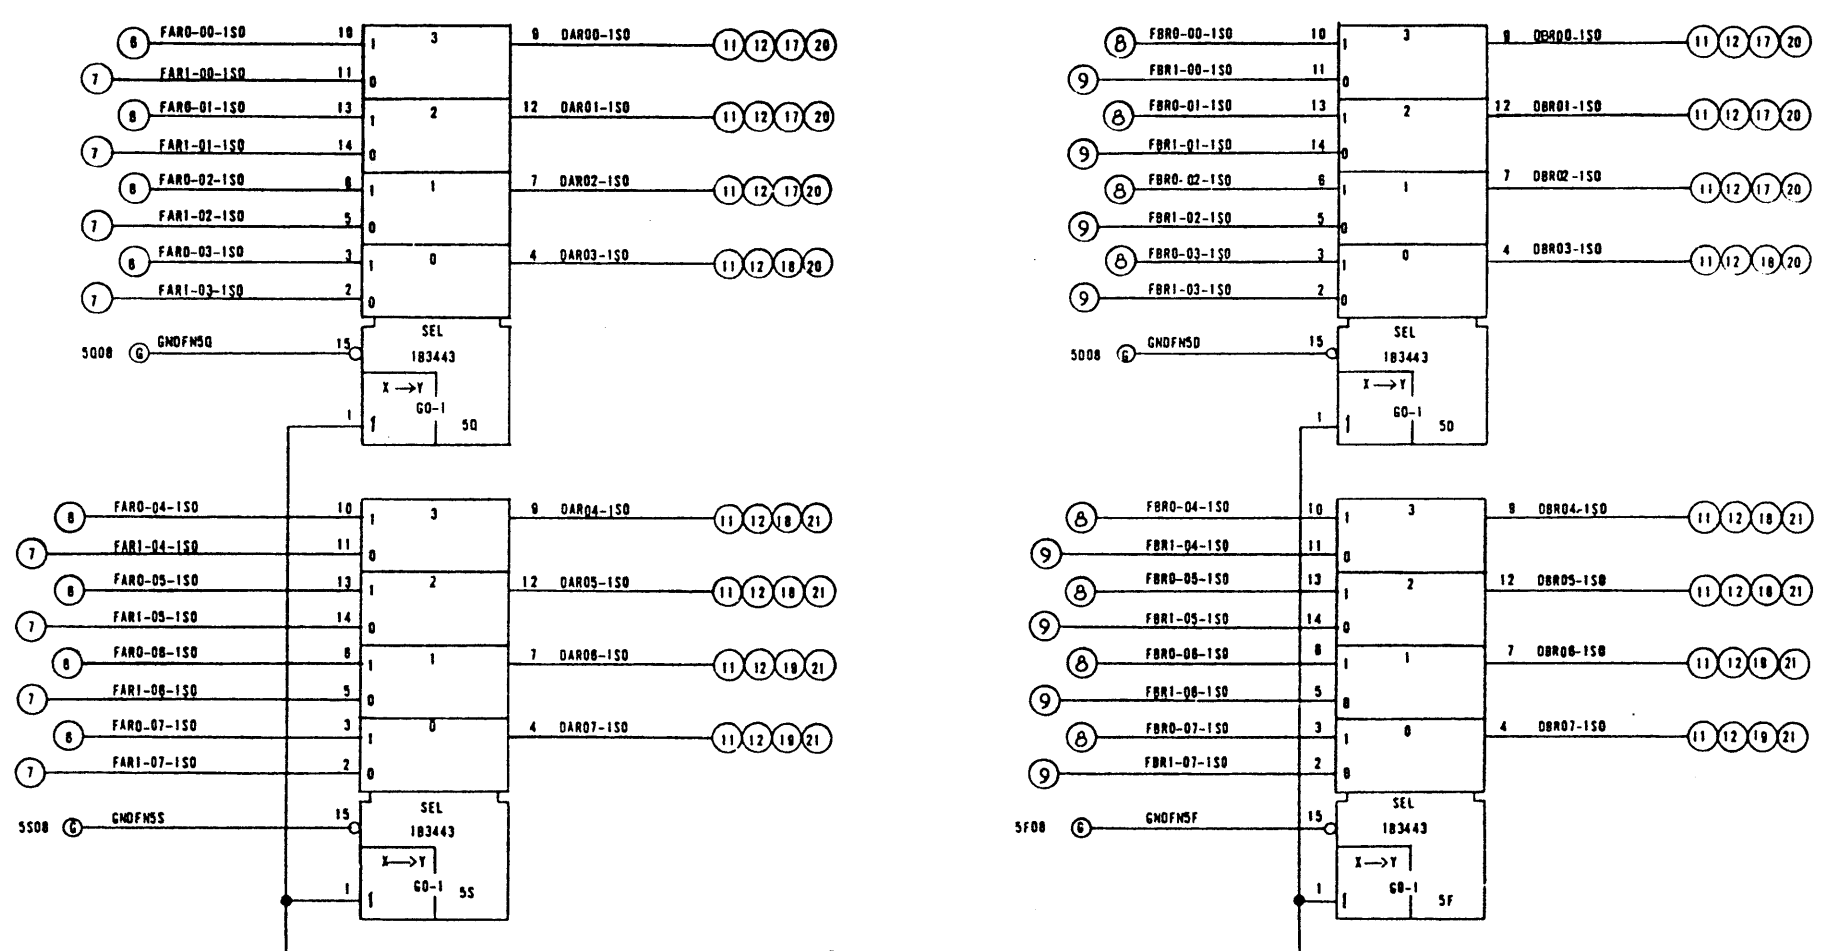 6 FAR0-00-1S0 10 1 3 9 DAR00-1S0 11 12 17 20
7 FAR1-00-1S0 11 0
6 FAR0-01-1S0 13 1 2 12 DAR01-1S0 11 12 17 20
7 FAR1-01-1S0 14 0
6 FAR0-02-1S0 6 1 1 7 DAR02-1S0 11 12 17 20
7 FAR1-02-1S0 5 0
6 FAR0-03-1S0 3 1 0 4 DAR03-1S0 11 12 18 20
7 FAR1-03-1S0 2 0
SEL
5Q08 G GNDFN5Q 15 1B3443
X→Y
1 1 G0-1 5Q
6 FAR0-04-1S0 10 1 3 9 DAR04-1S0 11 12 18 21
7 FAR1-04-1S0 11 0
6 FAR0-05-1S0 13 1 2 12 DAR05-1S0 11 12 18 21
7 FAR1-05-1S0 14 0
6 FAR0-06-1S0 6 1 1 7 DAR06-1S0 11 12 19 21
7 FAR1-06-1S0 5 0
6 FAR0-07-1S0 3 1 0 4 DAR07-1S0 11 12 19 21
7 FAR1-07-1S0 2 0
SEL
5S08 G GNDFN5S 15 1B3443
X→Y
1 1 G0-1 5S
8 FBR0-00-1S0 10 1 3 9 DBR00-1S0 11 12 17 20
9 FBR1-00-1S0 11 0
8 FBR0-01-1S0 13 1 2 12 DBR01-1S0 11 12 17 20
9 FBR1-01-1S0 14 0
8 FBR0-02-1S0 6 1 1 7 DBR02-1S0 11 12 17 20
9 FBR1-02-1S0 5 0
8 FBR0-03-1S0 3 1 0 4 DBR03-1S0 11 12 18 20
9 FBR1-03-1S0 2 0
SEL
5D08 G GNDFN5D 15 1B3443
X→Y
1 1 G0-1 5D
8 FBR0-04-1S0 10 1 3 9 DBR04-1S0 11 12 18 21
9 FBR1-04-1S0 11 0
8 FBR0-05-1S0 13 1 2 12 DBR05-1S0 11 12 18 21
9 FBR1-05-1S0 14 0
8 FBR0-06-1S0 6 1 1 7 DBR06-1S0 11 12 18 21
9 FBR1-06-1S0 5 0
8 FBR0-07-1S0 3 1 0 4 DBR07-1S0 11 12 19 21
9 FBR1-07-1S0 2 0
SEL
5F08 G GNDFN5F 15 1B3443
X→Y
1 1 G0-1 5F